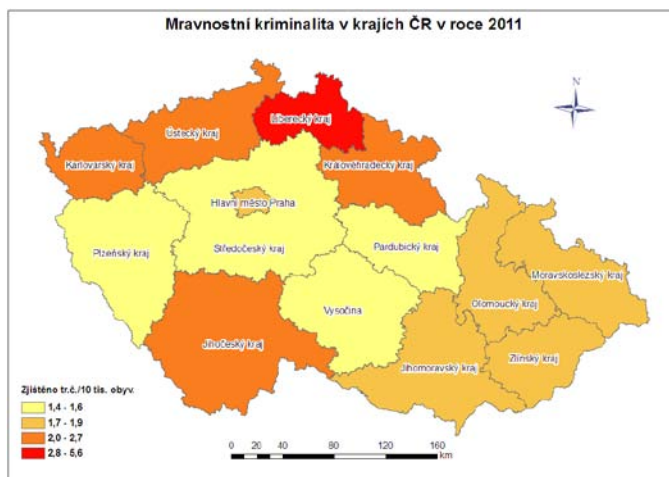 Mravnostní kriminalita v krajích ČR v roce 2011
N
Liberecký kraj
Ústecký kraj
Karlovarský kraj
Královéhradecký kraj
Hlavní město Praha
Plzeňský kraj
Středočeský kraj
Pardubický kraj
Moravskoslezský kraj
Olomoucký kraj
Vysočina
Jihočeský kraj
Jihomoravský kraj
Zlínský kraj
Zjištěno tr.č./10 tis. obyv.
1,4 - 1,6
1,7 - 1,9
2,0 - 2,7
2,8 - 5,6
0 20 40 80 120 160
km